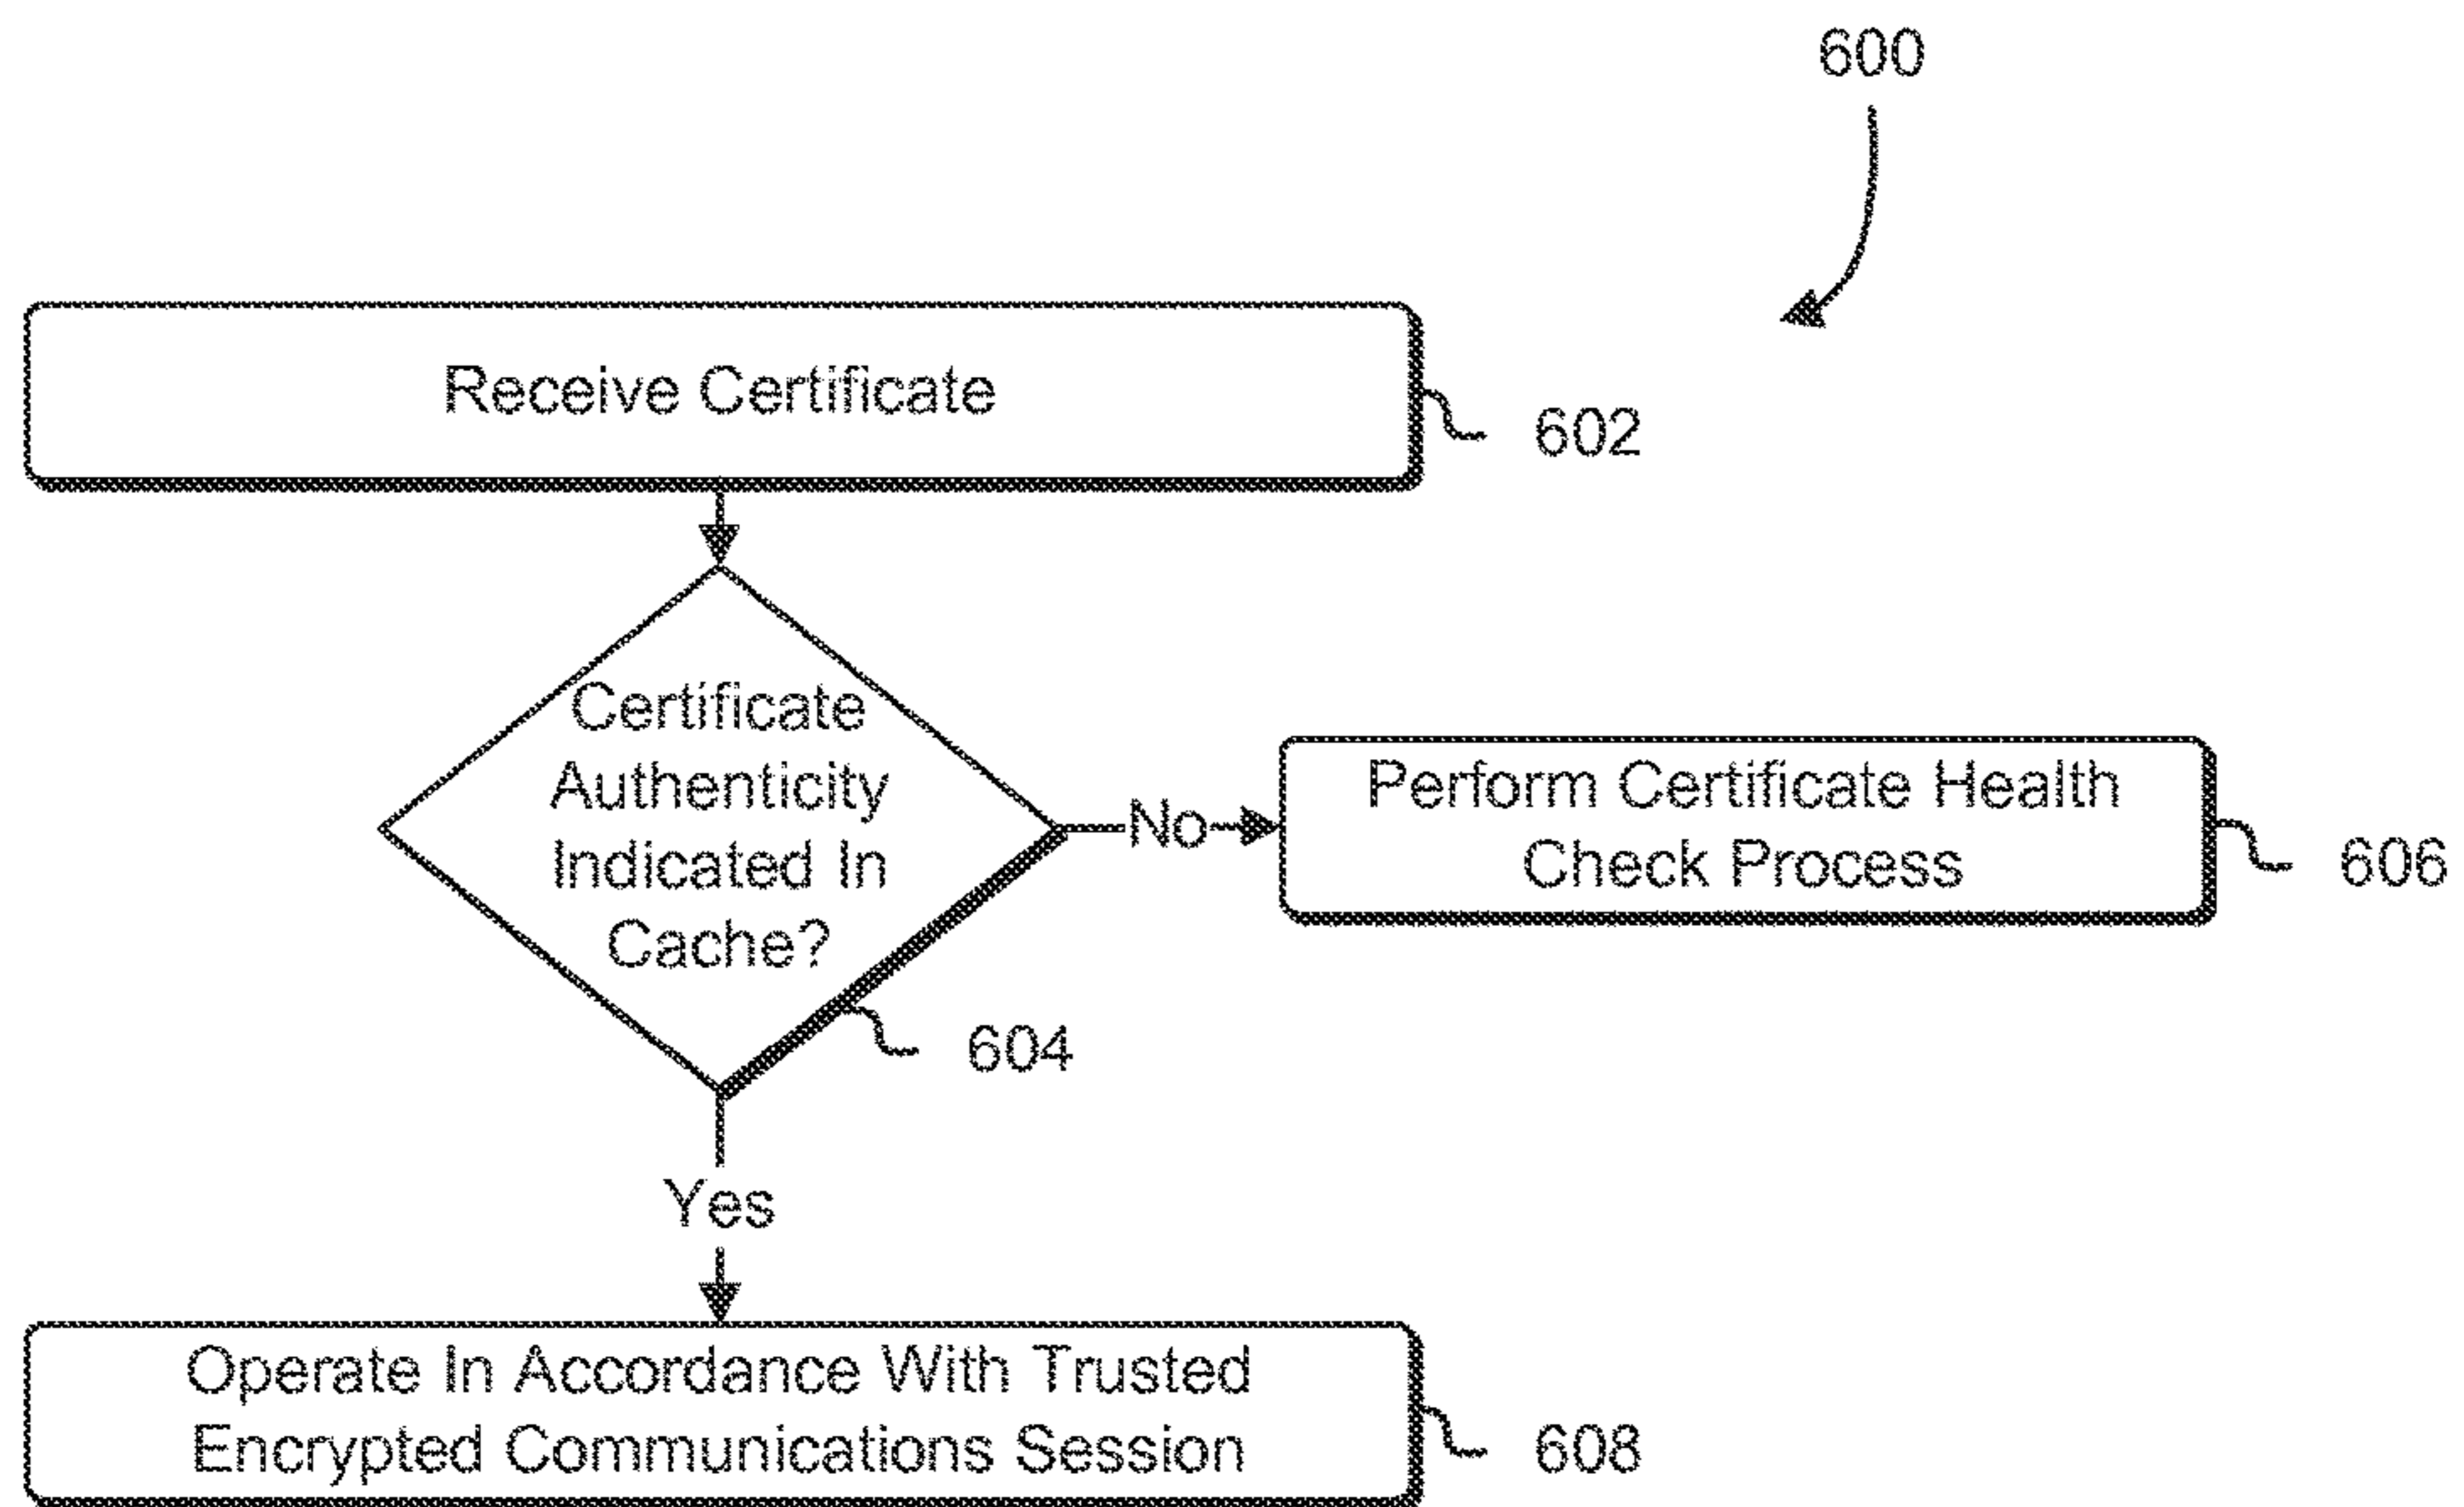 600
Receive Certificate
602
Certificate
Authenticity
Indicated In
Cache?
604
No
Perform Certificate Health
Check Process
606
Yes
Operate In Accordance With Trusted
Encrypted Communications Session
608